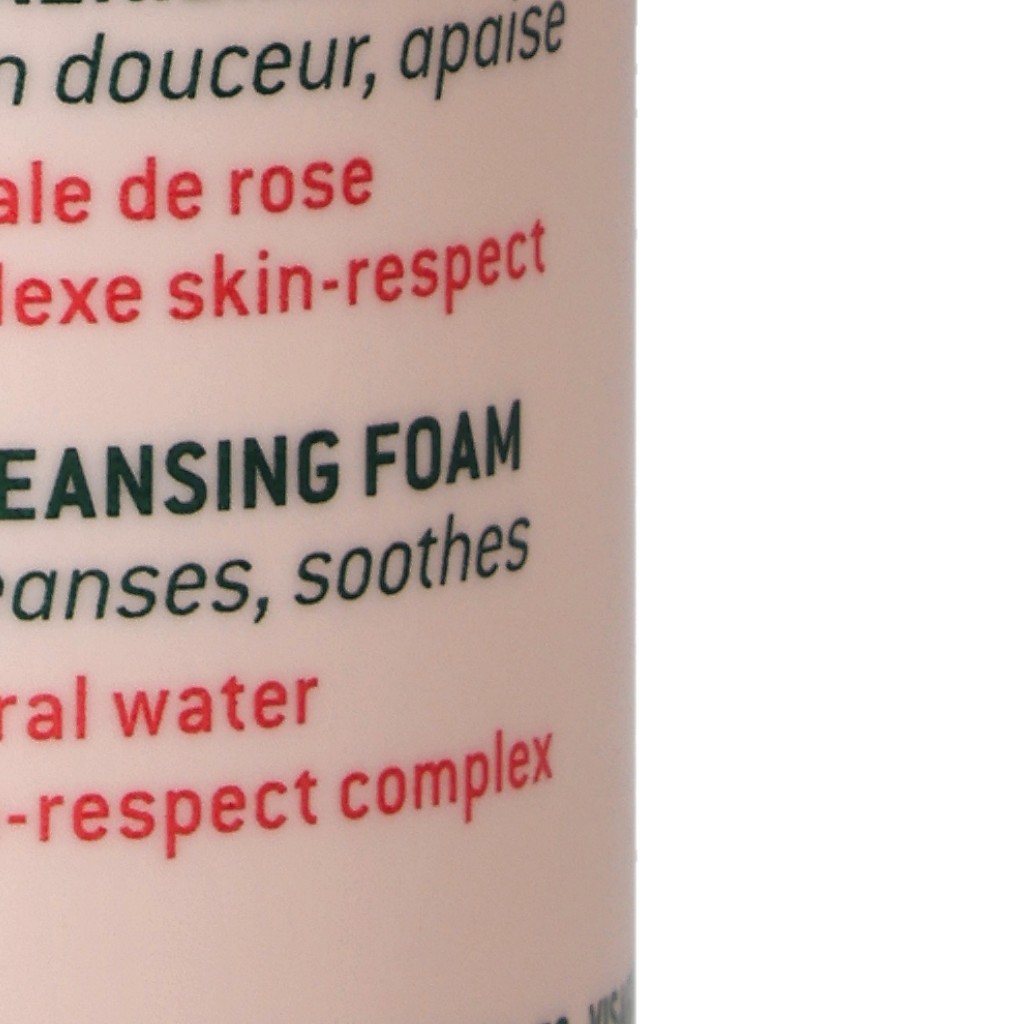 n douceur, apaise
ale de rose
lexe skin-respect
EANSING FOAM
eanses, soothes
ral water
-respect complex